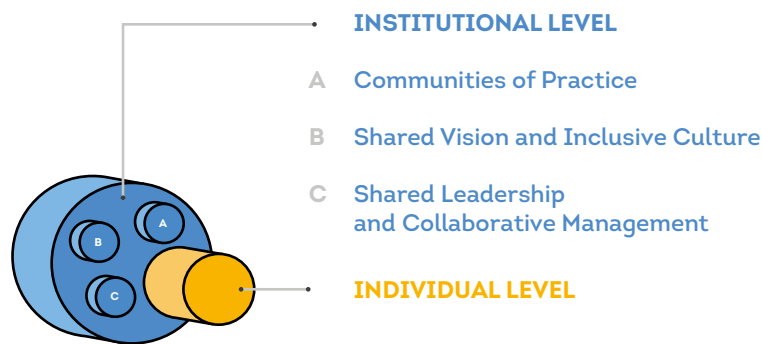 INSTITUTIONAL LEVEL
A Communities of Practice
B Shared Vision and Inclusive Culture
C Shared Leadership
and Collaborative Management
INDIVIDUAL LEVEL
A
B
C